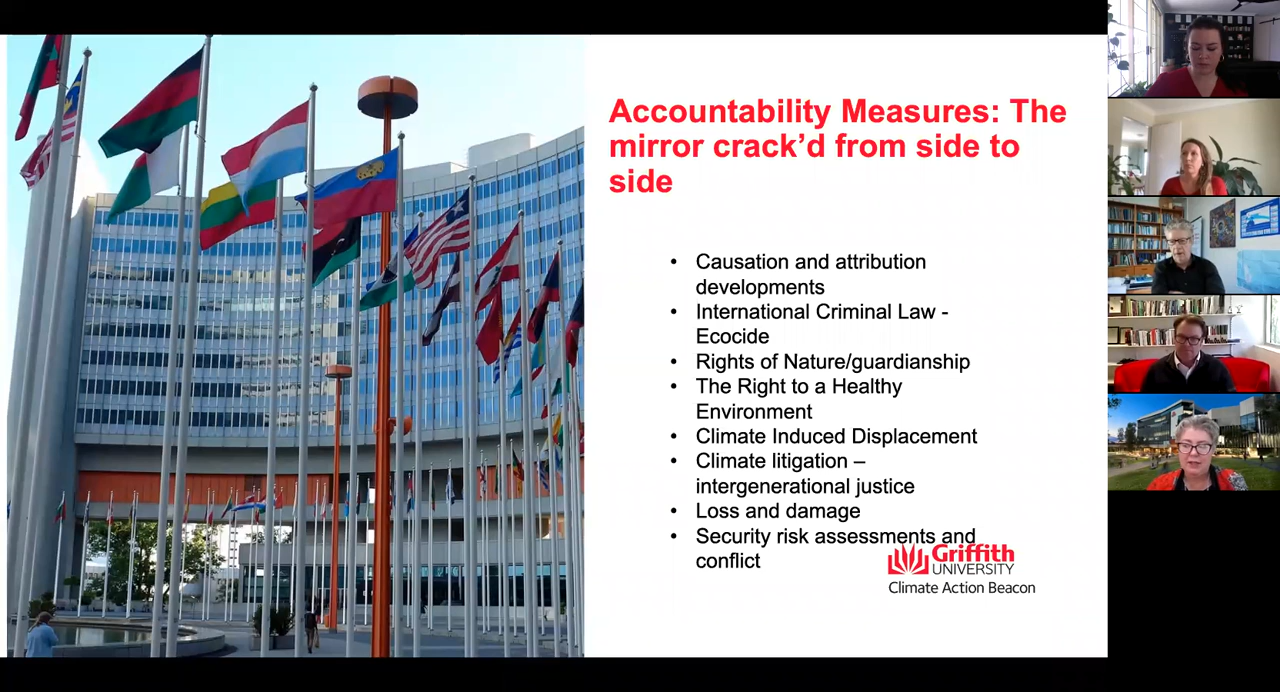 Accountability Measures: The
mirror crack’d from side to
side
• Causation and attribution
developments
• International Criminal Law -
Ecocide
• Rights of Nature/guardianship
• The Right to a Healthy
Environment
• Climate Induced Displacement
• Climate litigation –
intergenerational justice
• Loss and damage
• Security risk assessments and
conflict
Griffith
UNIVERSITY
Climate Action Beacon